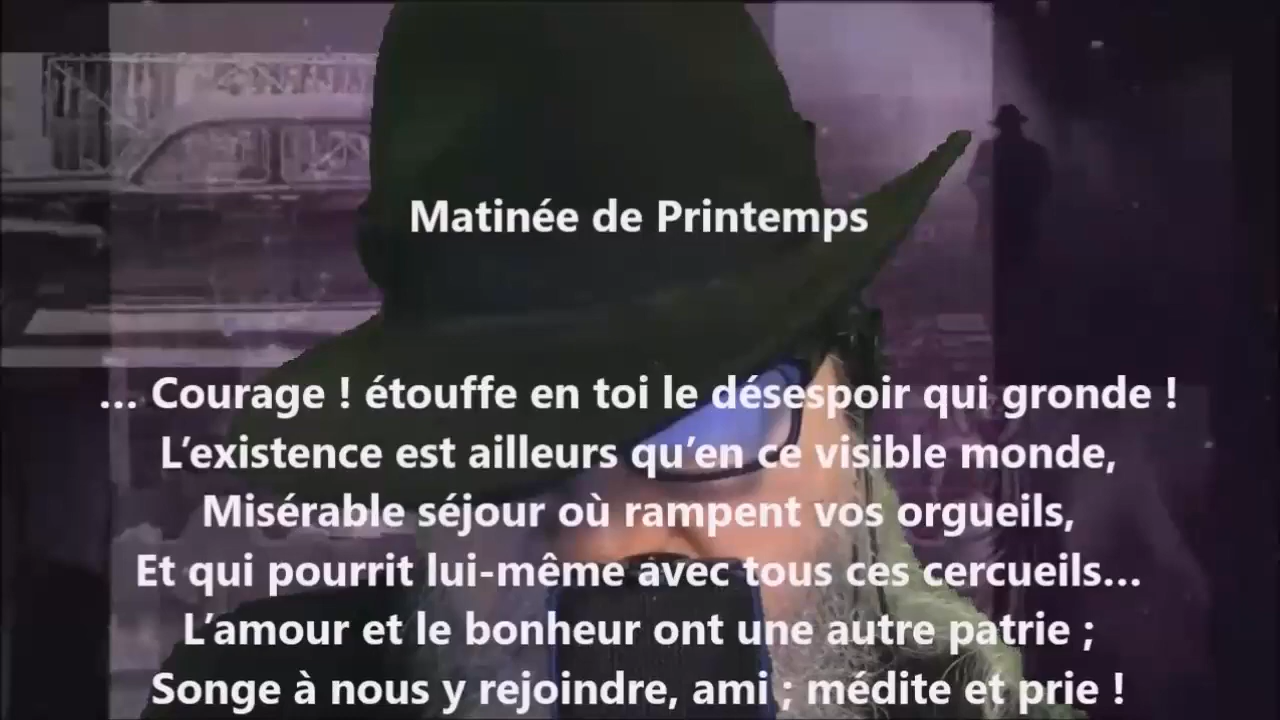 Matinée de Printemps
… Courage ! étouffe en toi le désespoir qui gronde !
L’existence est ailleurs qu’en ce visible monde,
Misérable séjour où rampent vos orgueils,
Et qui pourrit lui-même avec tous ces cercueils…
L’amour et le bonheur ont une autre patrie ;
Songe à nous y rejoindre, ami ; médite et prie !